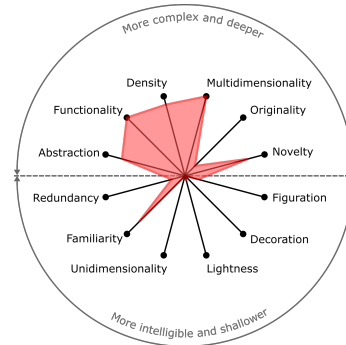 More complex and deeper
Density
Multidimensionality
Functionality
Originality
Abstraction
Novelty
Redundancy
Figuration
Familiarity
Decoration
Unidimensionality
Lightness
More intelligible and shallower